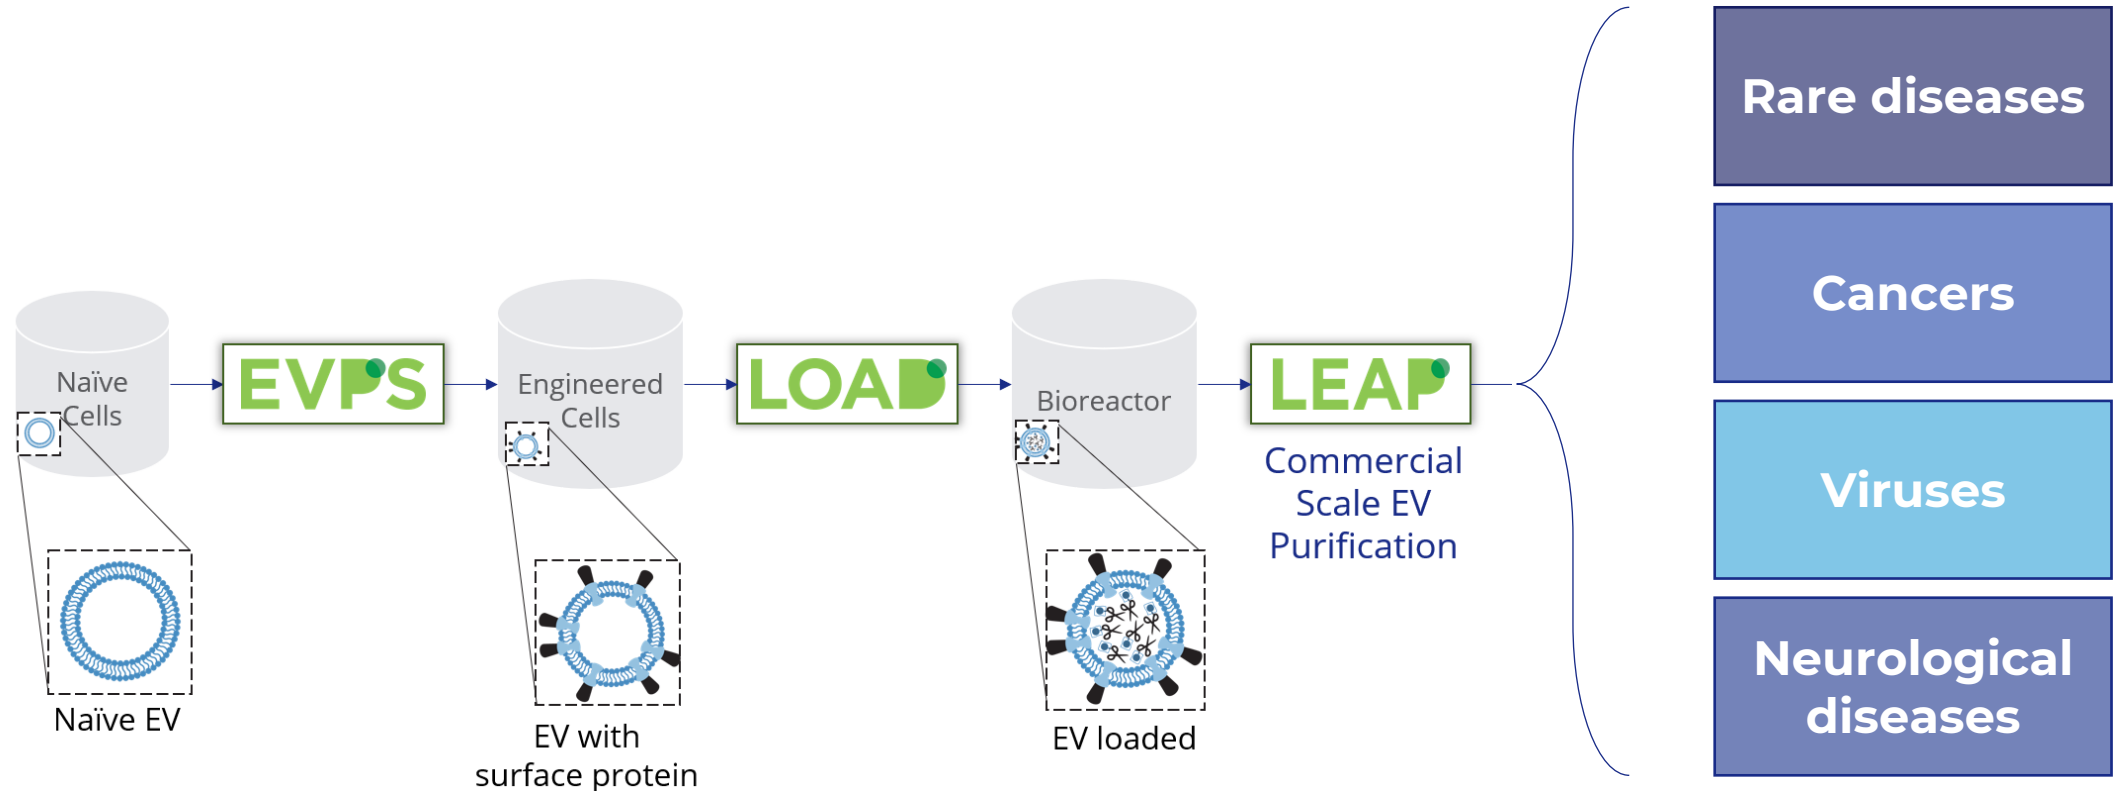 Naïve
Cells
Naïve EV
EVPS
Engineered
Cells
EV with
surface protein
LOAD
Bioreactor
EV loaded
LEAP
Commercial
Scale EV
Purification
Rare diseases
Cancers
Viruses
Neurological
diseases